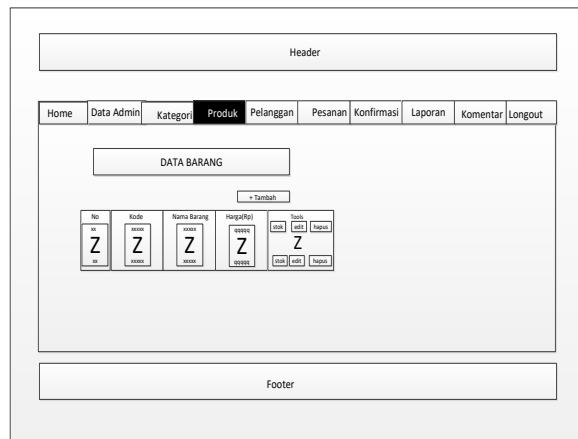 Header
Home Data Admin Kategori Produk Pelanggan Pesanan Konfirmasi Laporan Komentar Longout
DATA BARANG
+ Tambah
No Kode Nama Barang Harga(Rp) Tools
xx xxxxx xxxxx qqqqq stok edit hapus
Z Z Z Z Z
xx xxxxx xxxxx qqqqq stok edit hapus
Footer